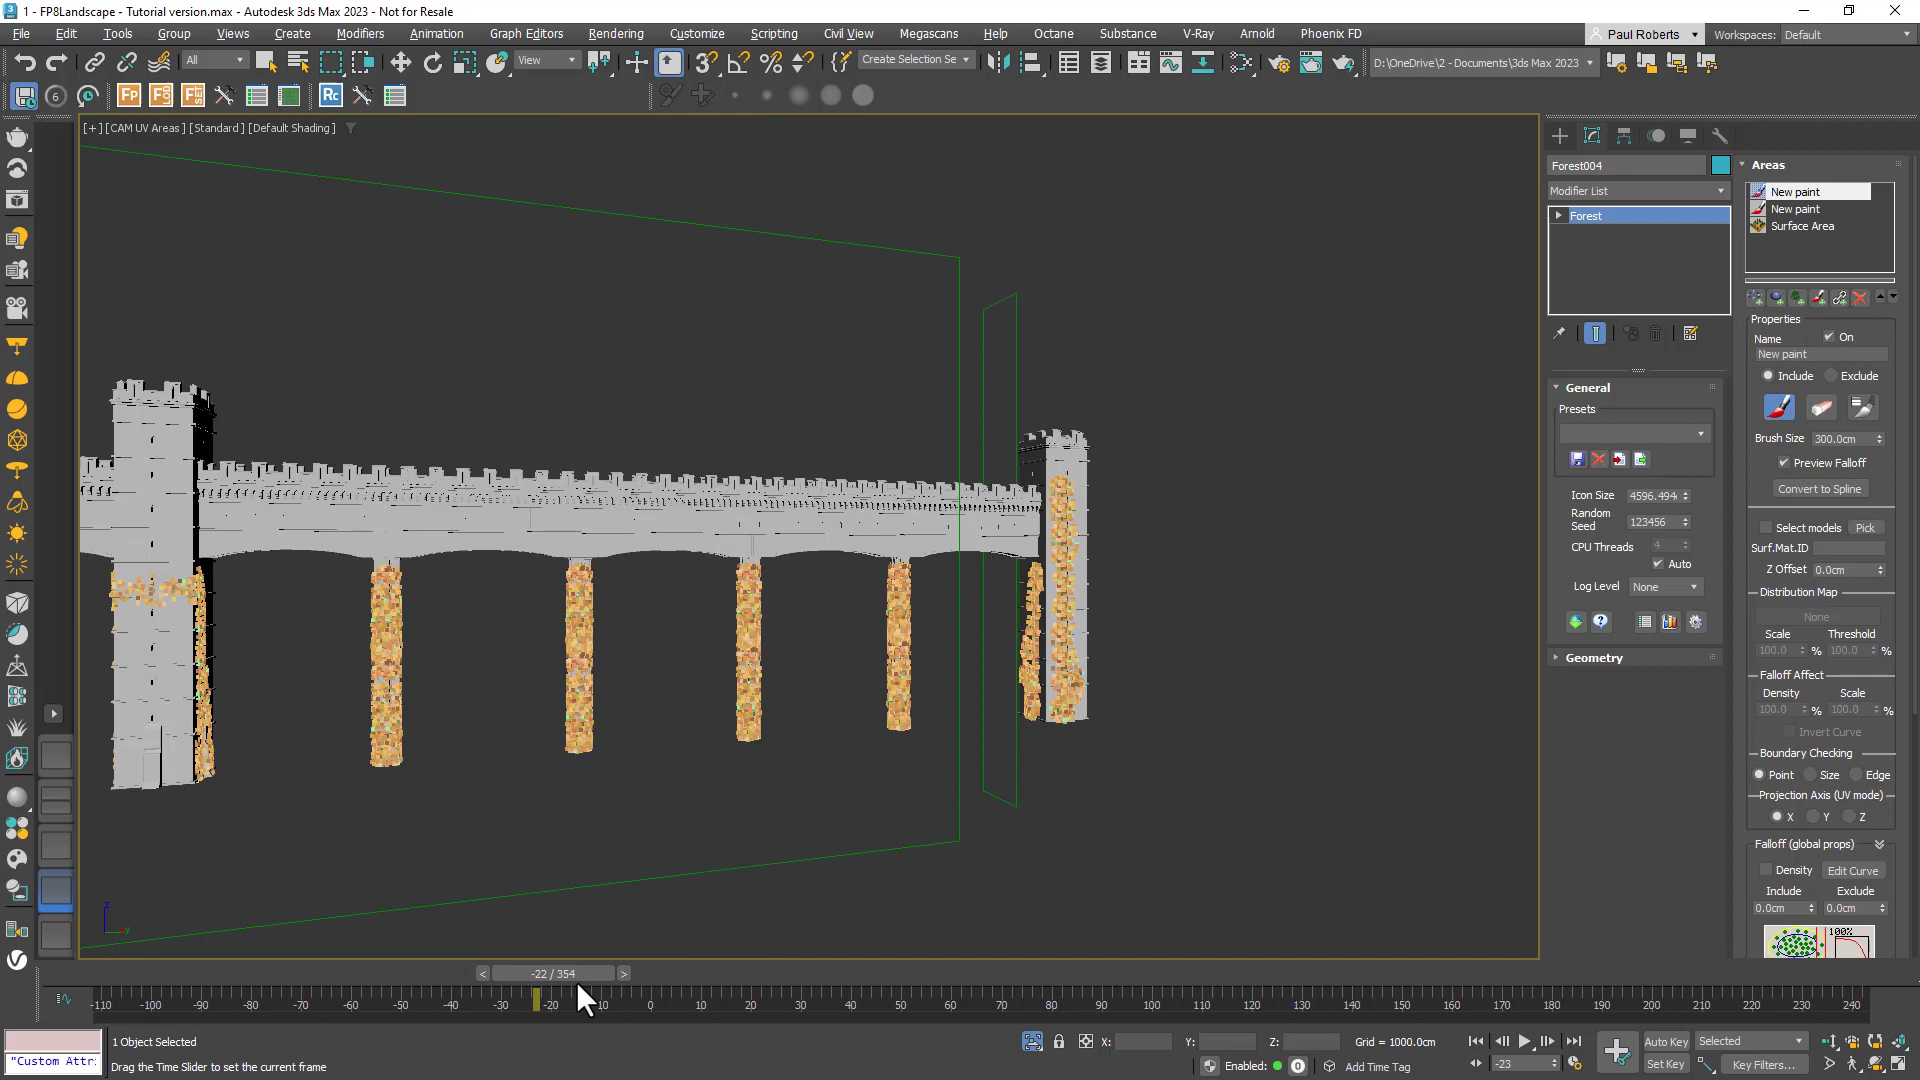 1 - FP8Landscape - Tutorial version.max - Autodesk 3ds Max 2023 - Not for Resale
File Edit Tools Group Views Create Modifiers Animation Graph Editors Rendering Customize Scripting Civil View Megascans Help Octane Substance V-Ray Arnold Phoenix FD
Paul Roberts Workspaces: Default
All View Create Selection Se D:\OneDrive\2 - Documents\3ds Max 2023
6 Fp Rc
[+] [CAM UV Areas ] [Standard ] [Default Shading ]
Forest004
Modifier List
Forest
General
Presets
Icon Size 4596.494
Random Seed 123456
CPU Threads 4
Auto
Log Level None
Geometry
Areas
New paint
New paint
Surface Area
Properties
Name On
New paint
Include Exclude
Brush Size 300.0cm
Preview Falloff
Convert to Spline
Select models Pick
Surf.Mat.ID
Z Offset 0.0cm
Distribution Map
None
Scale Threshold
100.0 % 100.0 %
Falloff Affect
Density Scale
100.0 % 100.0 %
Invert Curve
Boundary Checking
Point Size Edge
Projection Axis (UV mode)
X Y Z
Falloff (global props)
Density Edit Curve
Include Exclude
0.0cm 0.0cm
100%
z
y
< -22 / 354 >
-110 -100 -90 -80 -70 -60 -50 -40 -30 -20 -10 0 10 20 30 40 50 60 70 80 90 100 110 120 130 140 150 160 170 180 190 200 210 220 230 240
1 Object Selected X: Y: Z: Grid = 1000.0cm Auto Key Selected
"Custom Attri Drag the Time Slider to set the current frame Enabled: 0 Add Time Tag -23 Set Key Key Filters...